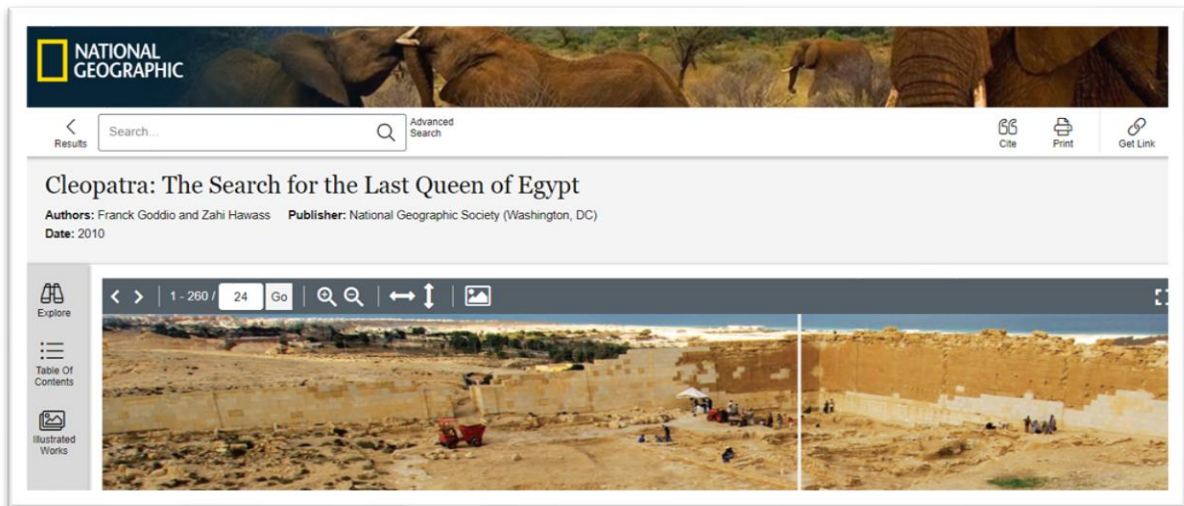 NATIONAL
GEOGRAPHIC
Results
Search...
Advanced
Search
Cite
Print
Get Link
Cleopatra: The Search for the Last Queen of Egypt
Authors: Franck Goddio and Zahi Hawass Publisher: National Geographic Society (Washington, DC)
Date: 2010
Explore
1 - 260 / 24 Go
Table Of
Contents
Illustrated
Works